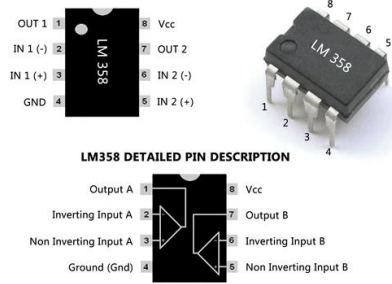 OUT 1 1 8 Vcc
IN 1 (-) 2 7 OUT 2
IN 1 (+) 3 6 IN 2 (-)
GND 4 5 IN 2 (+)
LM 358
8
7
6
5
LM 358
1
2
3
4
LM358 DETAILED PIN DESCRIPTION
Output A 1 8 Vcc
Inverting Input A 2 7 Output B
Non Inverting Input A 3 6 Inverting Input B
Ground (Gnd) 4 5 Non Inverting Input B